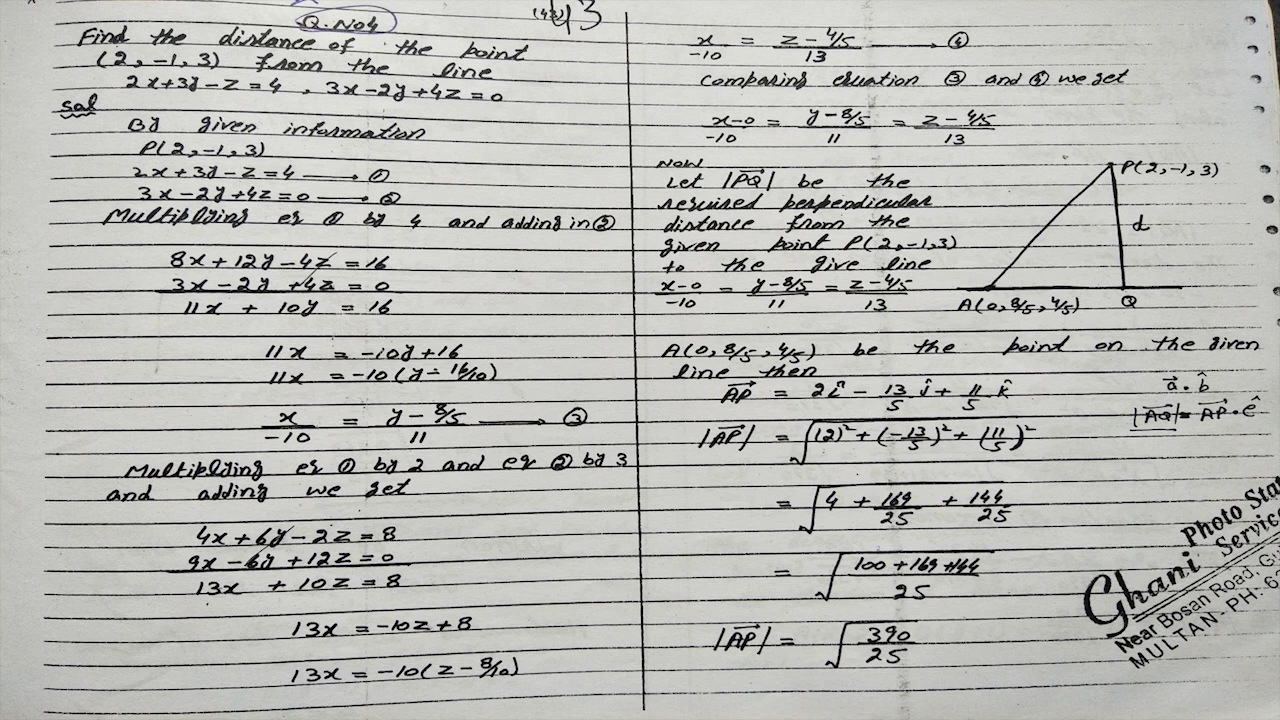 Q.No4
Find the distance of the point
(2,-1,3) from the line
2x+3y-z=4 , 3x-2y+4z=0
Sol
By given information
P(2,-1,3)
2x+3y-z=4 → ①
3x-2y+4z=0 → ②
Multiplying eq ① by 4 and adding in ②
8x+12y-4z=16
3x-2y+4z=0
11x + 10y = 16
11x = -10y+16
11x = -10(y-16/10)
x/-10 = y-8/5/11 → ③
Multiplying eq ① by 2 and eq ② by 3
and adding we get
4x+6y-2z=8
9x-6y+12z=0
13x + 10z=8
13x = -10z+8
13x = -10(z-8/10)
(43) 43
x/-10 = z-4/5/13 → ④
comparing equation ③ and ④ we get
x-0/-10 = y-8/5/11 = z-4/5/13
NOW
Let |PQ| be the
required perpendicular
distance from the
given point P(2,-1,3)
to the give line
x-0/-10 = y-8/5/11 = z-4/5/13
P(2,-1,3)
d
A(0,8/5,4/5) Q
A(0,8/5,4/5) be the point on the given
line then
AP = 2î - 13/5 ĵ + 11/5 k̂
a⃗ . b̂
|AQ| = AP . ê
|AP| = √(12)²+(-13/5)²+(11/5)²
= √4 + 169/25 + 144/25
= √100+169+144/25
|AP| = √390/25
Ghani Photo Stat
Service
Near Bosan Road, Gu
MULTAN-PH: 6